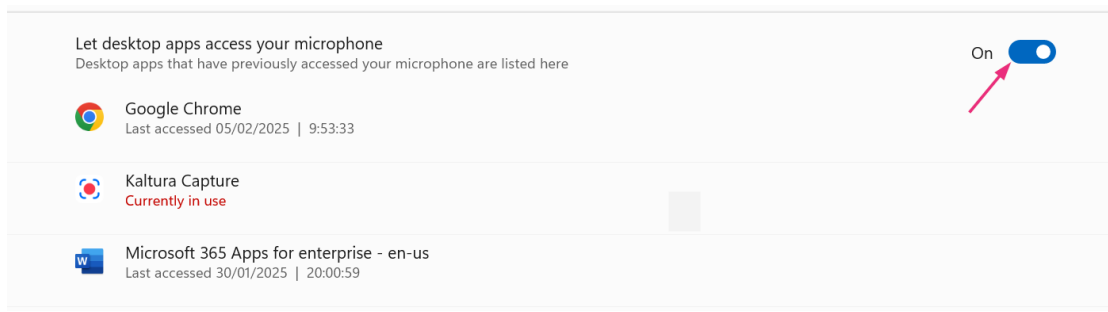 Let desktop apps access your microphone
On
Desktop apps that have previously accessed your microphone are listed here
Google Chrome
Last accessed 05/02/2025 | 9:53:33
Kaltura Capture
Currently in use
W
Microsoft 365 Apps for enterprise - en-us
Last accessed 30/01/2025 | 20:00:59